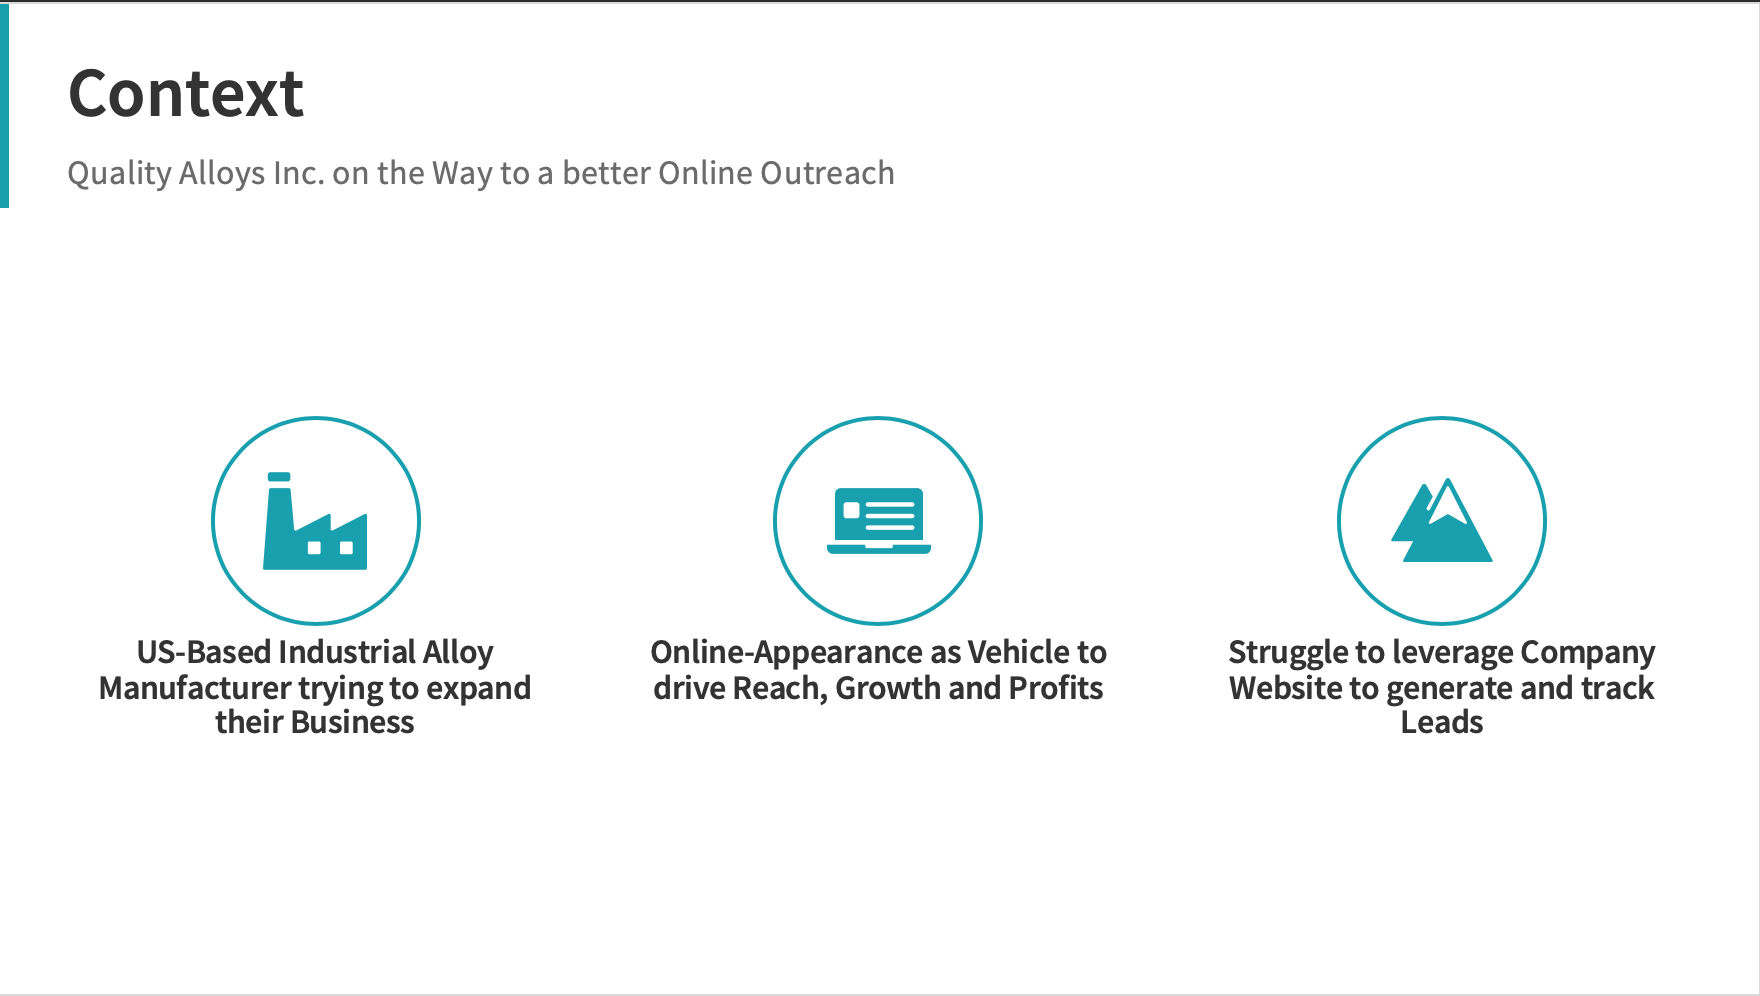 Context
Quality Alloys Inc. on the Way to a better Online Outreach
US-Based Industrial Alloy
Manufacturer trying to expand
their Business
Online-Appearance as Vehicle to
drive Reach, Growth and Profits
Struggle to leverage Company
Website to generate and track
Leads